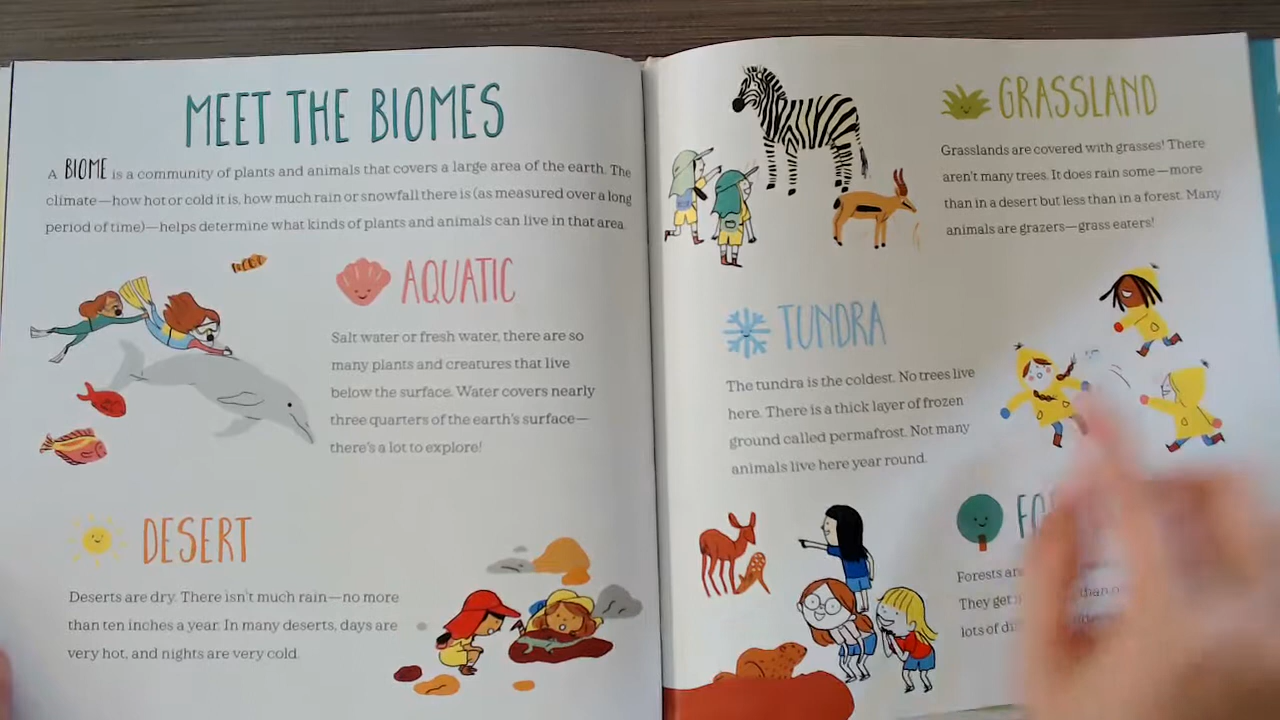 MEET THE BIOMES
A BIOME is a community of plants and animals that covers a large area of the earth. The
climate—how hot or cold it is, how much rain or snowfall there is (as measured over a long
period of time)—helps determine what kinds of plants and animals can live in that area.
AQUATIC
Salt water or fresh water, there are so
many plants and creatures that live
below the surface. Water covers nearly
three quarters of the earth's surface—
there's a lot to explore!
DESERT
Deserts are dry. There isn't much rain—no more
than ten inches a year. In many deserts, days are
very hot, and nights are very cold.
GRASSLAND
Grasslands are covered with grasses! There
aren't many trees. It does rain some—more
than in a desert but less than in a forest. Many
animals are grazers—grass eaters!
TUNDRA
The tundra is the coldest. No trees live
here. There is a thick layer of frozen
ground called permafrost. Not many
animals live here year round.
Forests
They get
lots of